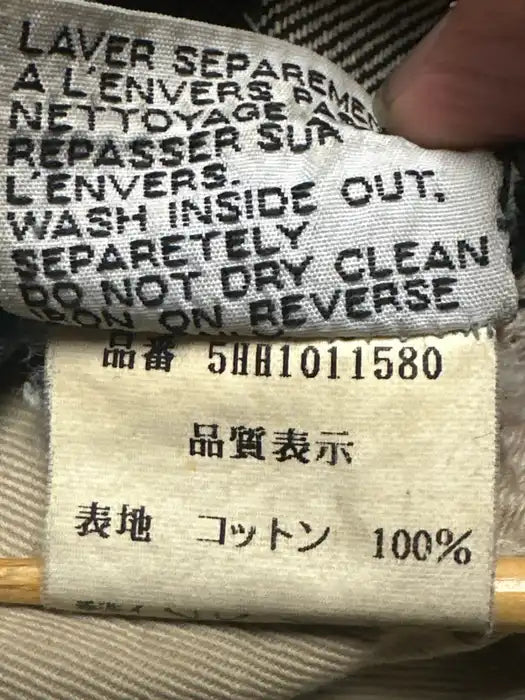 LAVER SEPAREMEN
A L'ENVERS PAS
NETTOYAGE A
REPASSER SUR
L'ENVERS.
WASH INSIDE OUT.
SEPARETELY
DO NOT DRY CLEAN
IRON ON REVERSE
品番 5HH1011580
品質表示
表地 コットン 100%